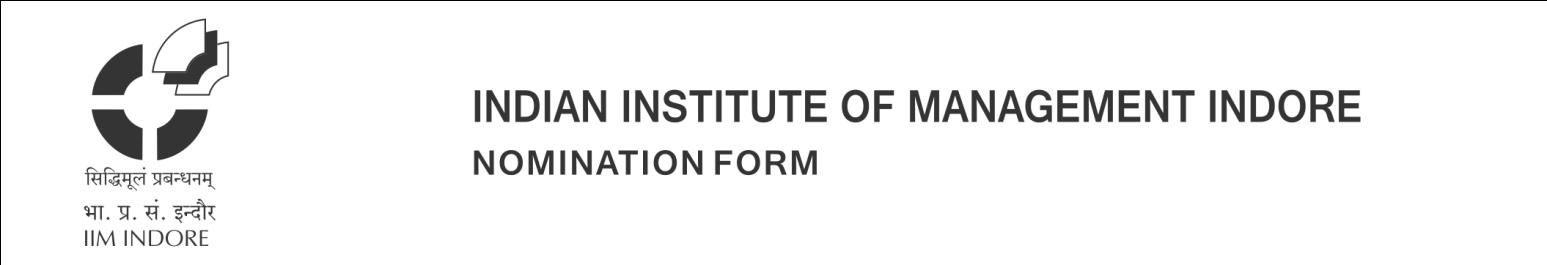 सिद्धिमूलं प्रबन्धनम्
भा. प्र. सं. इन्दौर
IIM INDORE
INDIAN INSTITUTE OF MANAGEMENT INDORE
NOMINATION FORM